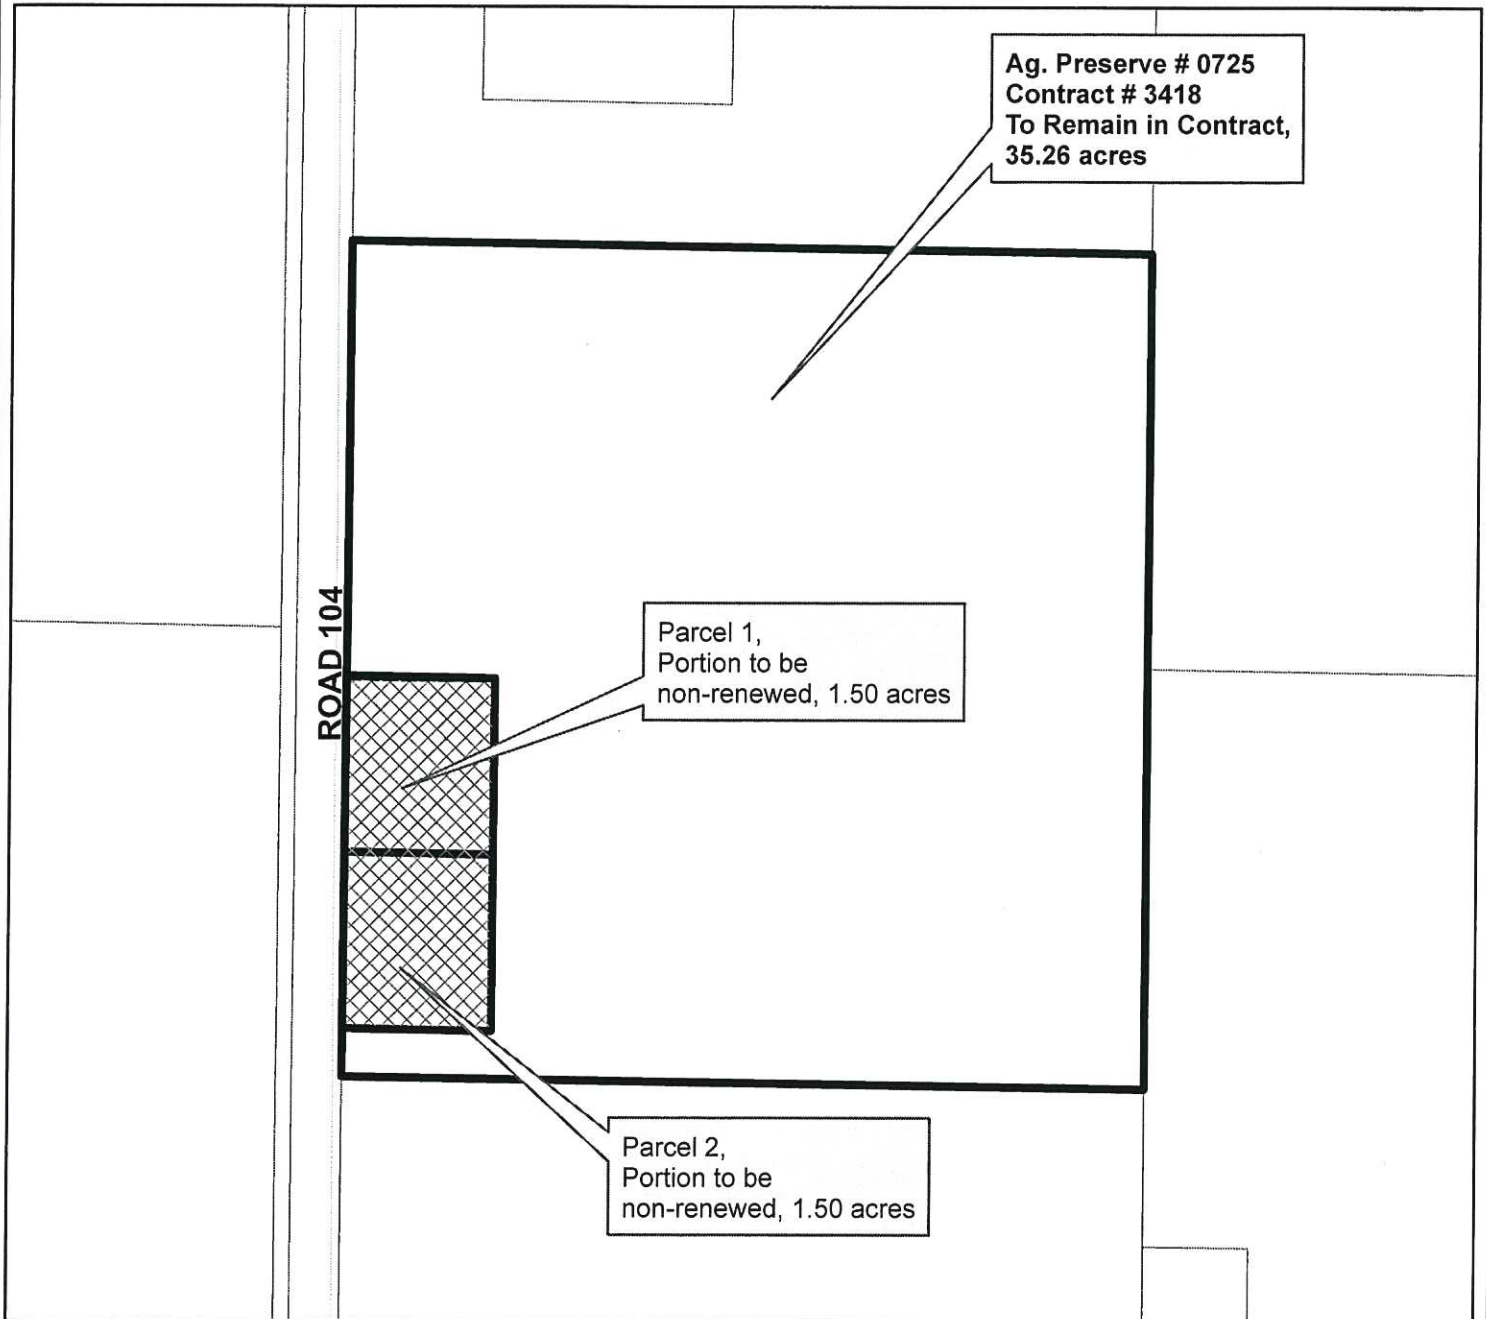 Ag. Preserve # 0725
Contract # 3418
To Remain in Contract,
35.26 acres
ROAD 104
Parcel 1,
Portion to be
non-renewed, 1.50 acres
Parcel 2,
Portion to be
non-renewed, 1.50 acres